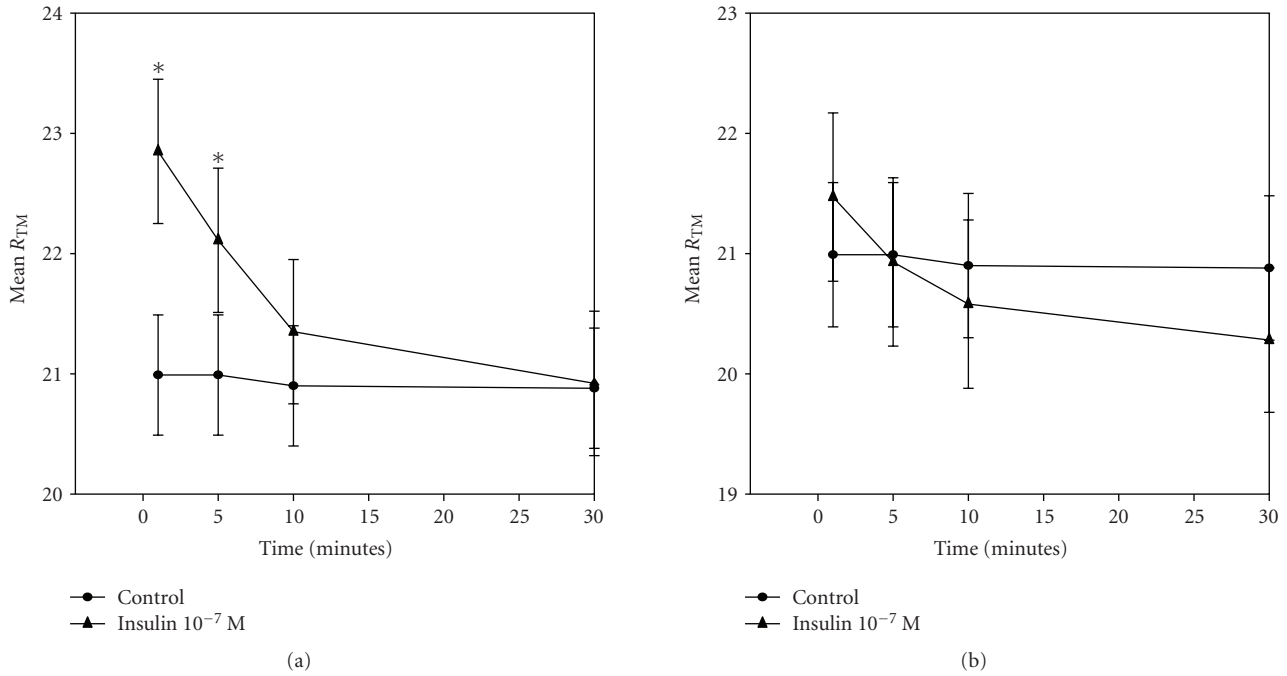 24
23
22
21
20
Mean R_TM
*
*
0 5 10 15 20 25 30
Time (minutes)
Control
Insulin 10⁻⁷ M
(a)
23
22
21
20
19
Mean R_TM
0 5 10 15 20 25 30
Time (minutes)
Control
Insulin 10⁻⁷ M
(b)